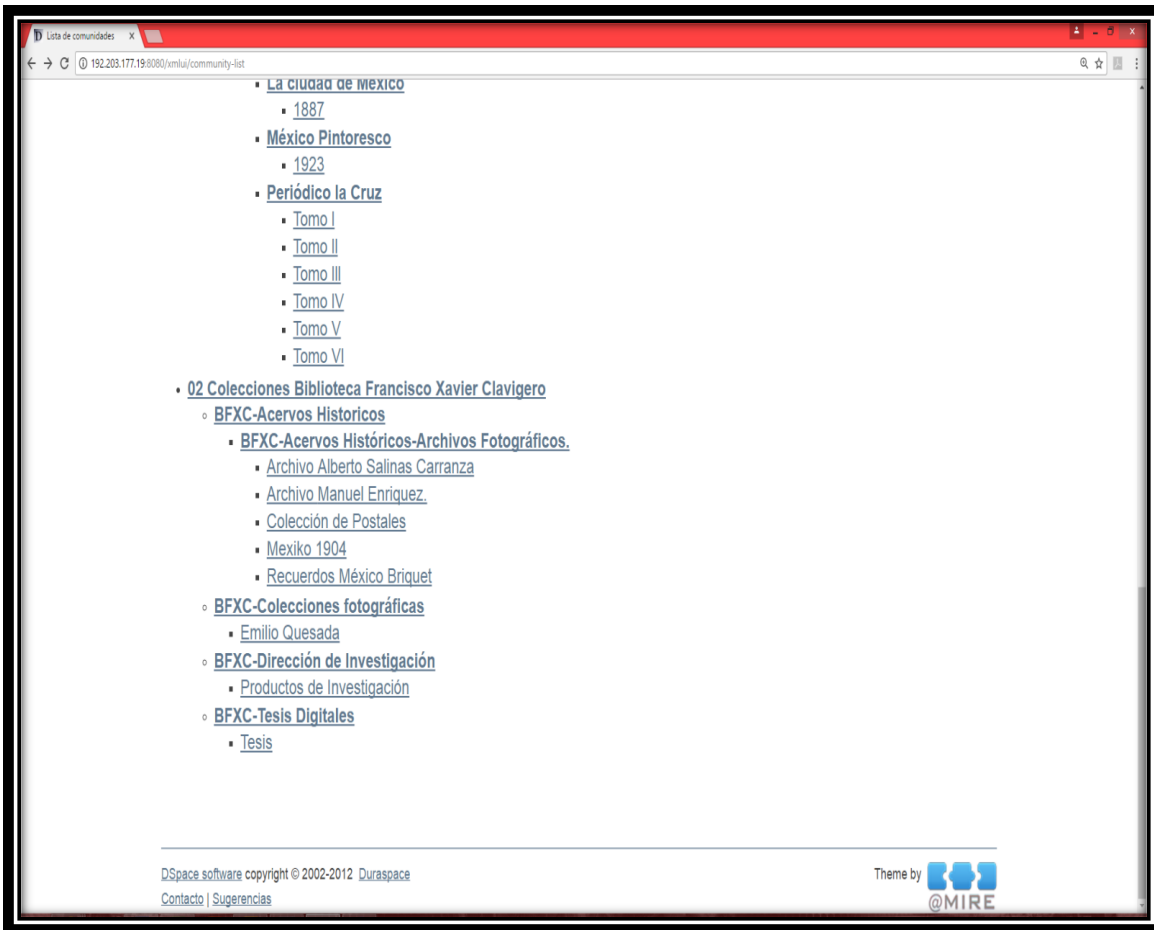 Lista de comunidades
192.203.177.19:8080/xmlui/community-list
La ciudad de México
1887
México Pintoresco
1923
Periódico la Cruz
Tomo I
Tomo II
Tomo III
Tomo IV
Tomo V
Tomo VI
02 Colecciones Biblioteca Francisco Xavier Clavigero
BFXC-Acervos Historicos
BFXC-Acervos Históricos-Archivos Fotográficos.
Archivo Alberto Salinas Carranza
Archivo Manuel Enriquez.
Colección de Postales
Mexiko 1904
Recuerdos México Briquet
BFXC-Colecciones fotográficas
Emilio Quesada
BFXC-Dirección de Investigación
Productos de Investigación
BFXC-Tesis Digitales
Tesis
DSpace software copyright © 2002-2012 Duraspace
Theme by
Contacto | Sugerencias
@MIRE